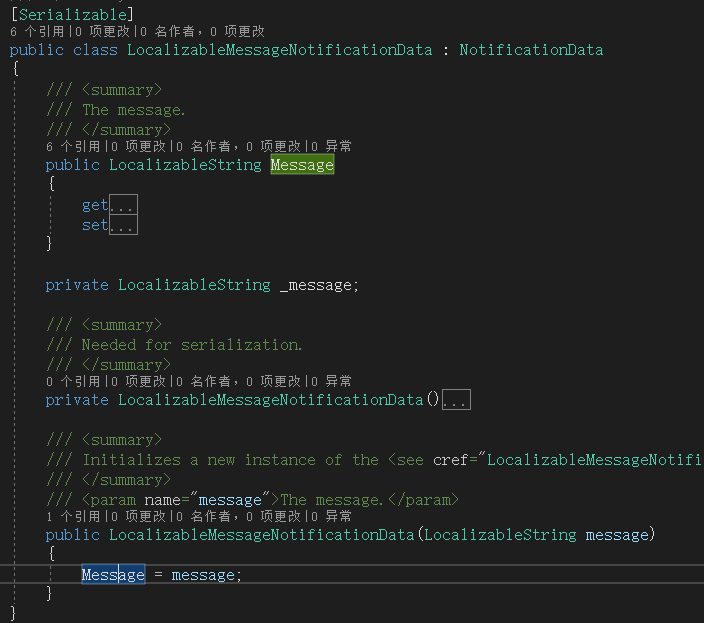 [Serializable]
6 个引用|0 项更改|0 名作者，0 项更改
public class LocalizableMessageNotificationData : NotificationData
{
/// <summary>
/// The message.
/// </summary>
6 个引用|0 项更改|0 名作者，0 项更改|0 异常
public LocalizableString Message
{
get...
set...
}
private LocalizableString _message;
/// <summary>
/// Needed for serialization.
/// </summary>
0 个引用|0 项更改|0 名作者，0 项更改|0 异常
private LocalizableMessageNotificationData()...
/// <summary>
/// Initializes a new instance of the <see cref="LocalizableMessageNotifi
/// </summary>
/// <param name="message">The message.</param>
1 个引用|0 项更改|0 名作者，0 项更改|0 异常
public LocalizableMessageNotificationData(LocalizableString message)
{
Message = message;
}
}